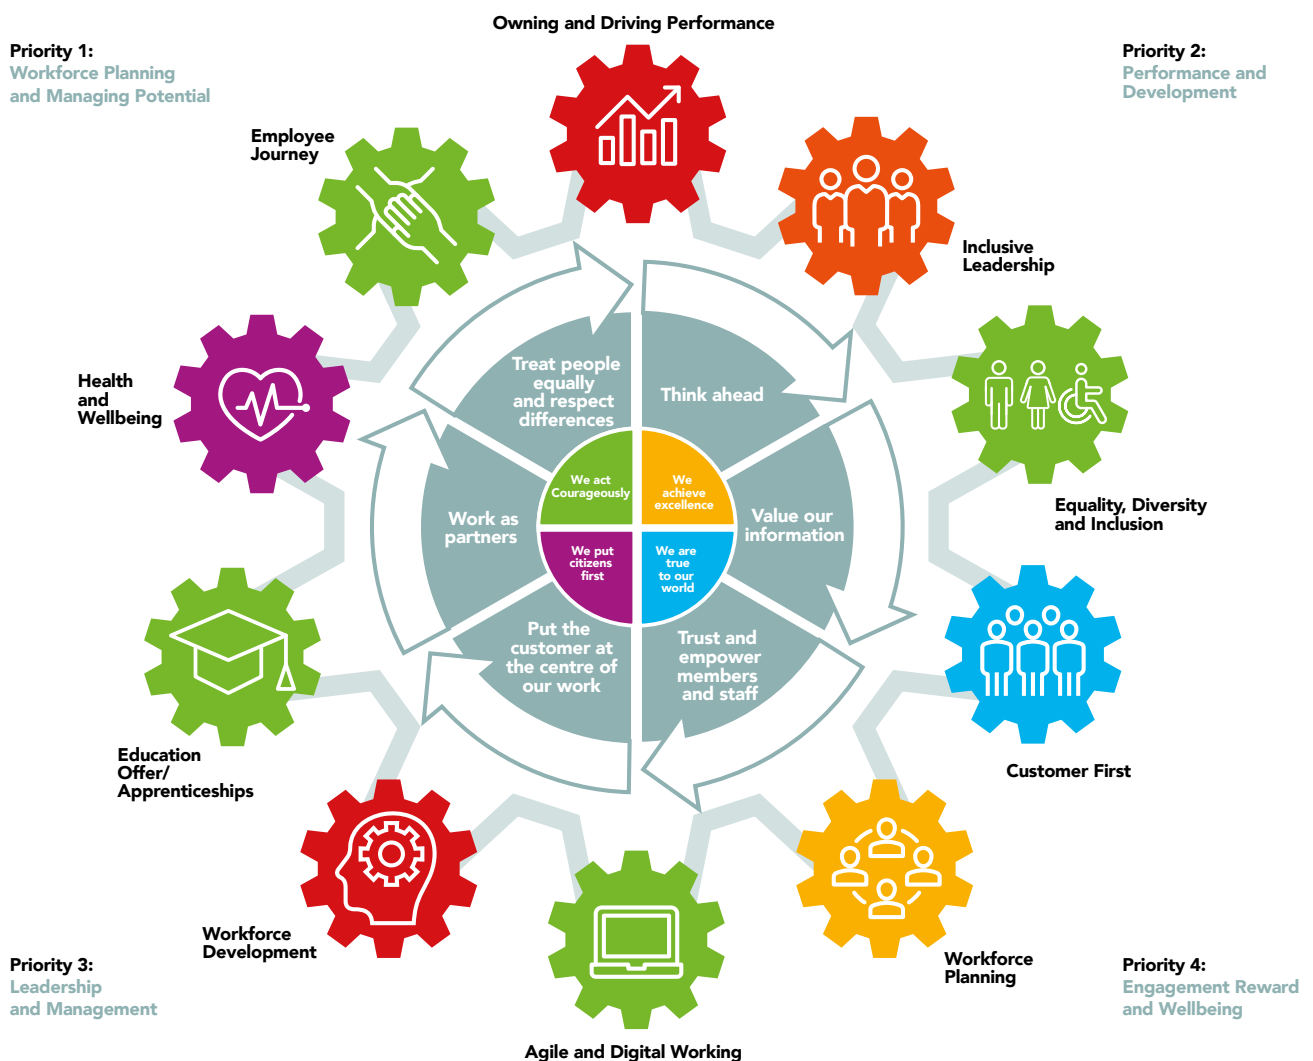 Owning and Driving Performance
Priority 1:
Workforce Planning
and Managing Potential
Priority 2:
Performance and
Development
Employee
Journey
Inclusive
Leadership
Health
and
Wellbeing
Equality, Diversity
and Inclusion
Treat people
equally
and respect
differences
Think ahead
Work as
partners
Value our
information
We act
Courageously
We
achieve
excellence
We put
citizens
first
We are
true
to our
world
Put the
customer at
the centre of
our work
Trust and
empower
members
and staff
Education
Offer/
Apprenticeships
Customer First
Workforce
Development
Workforce
Planning
Priority 3:
Leadership
and Management
Priority 4:
Engagement Reward
and Wellbeing
Agile and Digital Working